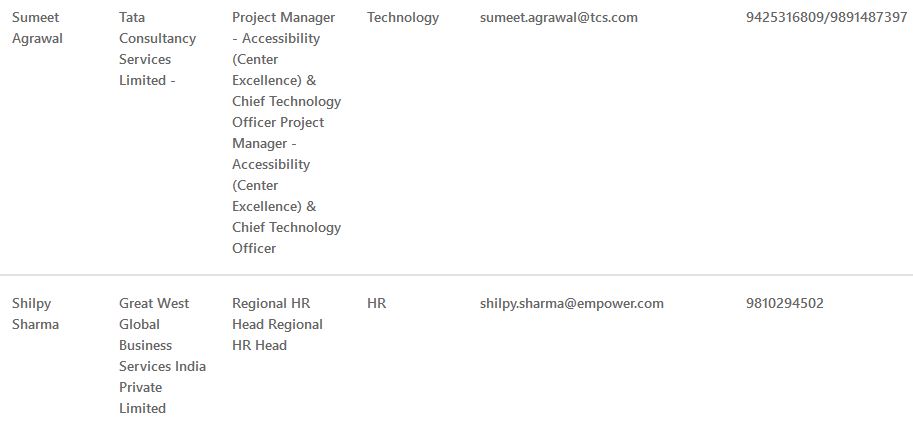 Sumeet
Agrawal
Tata
Consultancy
Services
Limited -
Project Manager
- Accessibility
(Center
Excellence) &
Chief Technology
Officer Project
Manager -
Accessibility
(Center
Excellence) &
Chief Technology
Officer
Technology
sumeet.agrawal@tcs.com
9425316809/9891487397
Shilpy
Sharma
Great West
Global
Business
Services India
Private
Limited
Regional HR
Head Regional
HR Head
HR
shilpy.sharma@empower.com
9810294502